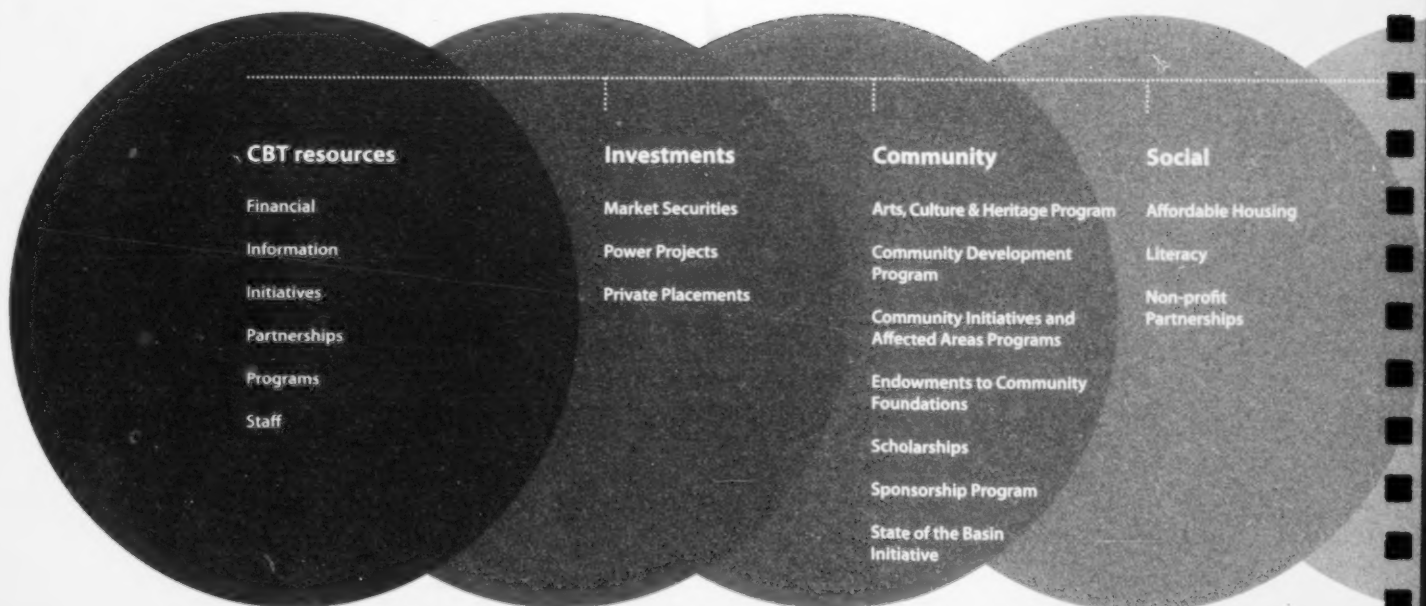 CBT resources
Financial
Information
Initiatives
Partnerships
Programs
Staff
Investments
Market Securities
Power Projects
Private Placements
Community
Arts, Culture & Heritage Program
Community Development
Program
Community Initiatives and
Affected Areas Programs
Endowments to Community
Foundations
Scholarships
Sponsorship Program
State of the Basin
Initiative
Social
Affordable Housing
Literacy
Non-profit
Partnerships